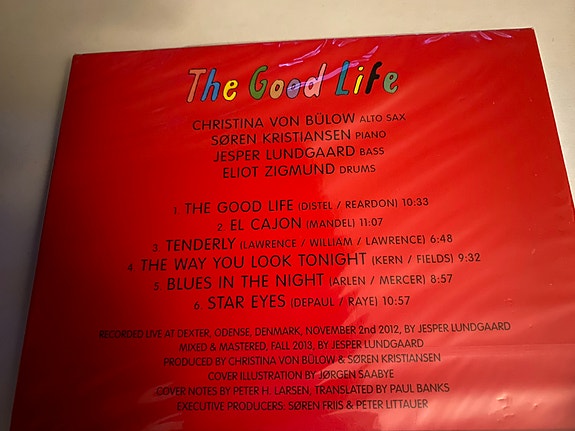 The Good Life
CHRISTINA VON BÜLOW ALTO SAX
SØREN KRISTIANSEN PIANO
JESPER LUNDGAARD BASS
ELIOT ZIGMUND DRUMS
1. THE GOOD LIFE (DISTEL / REARDON) 10:33
2. EL CAJON (MANDEL) 11:07
3. TENDERLY (LAWRENCE / WILLIAM / LAWRENCE) 6:48
4. THE WAY YOU LOOK TONIGHT (KERN / FIELDS) 9:32
5. BLUES IN THE NIGHT (ARLEN / MERCER) 8:57
6. STAR EYES (DEPAUL / RAYE) 10:57
RECORDED LIVE AT DEXTER, ODENSE, DENMARK, NOVEMBER 2nd 2012, BY JESPER LUNDGAARD
MIXED & MASTERED, FALL 2013, BY JESPER LUNDGAARD
PRODUCED BY CHRISTINA VON BÜLOW & SØREN KRISTIANSEN
COVER ILLUSTRATION BY JØRGEN SAABYE
COVER NOTES BY PETER H. LARSEN, TRANSLATED BY PAUL BANKS
EXECUTIVE PRODUCERS: SØREN FRIIS & PETER LITTAUER